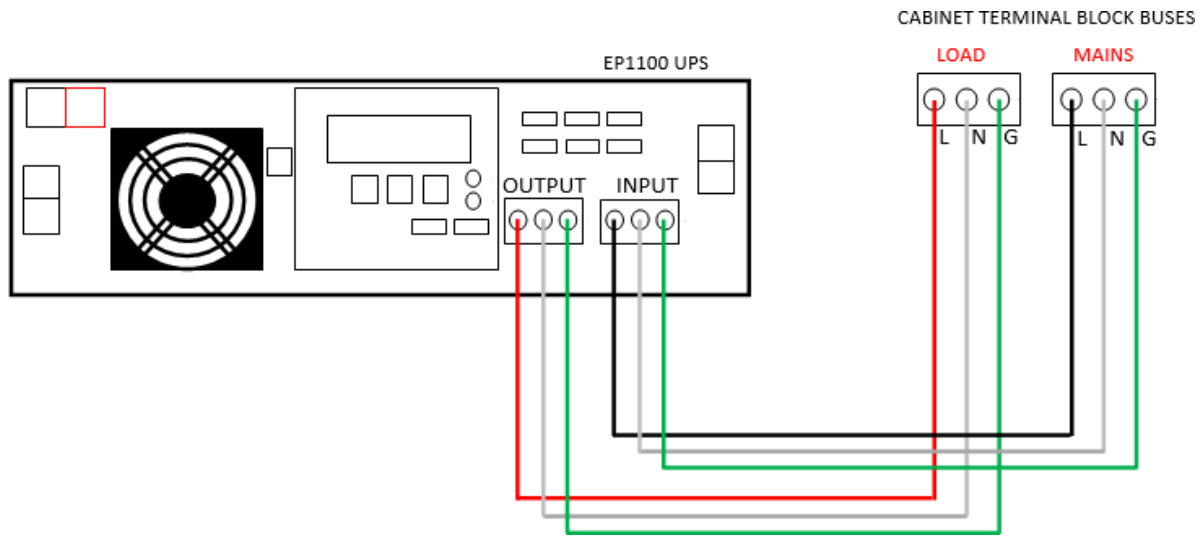 CABINET TERMINAL BLOCK BUSES
LOAD MAINS
EP1100 UPS
L N G L N G
OUTPUT INPUT